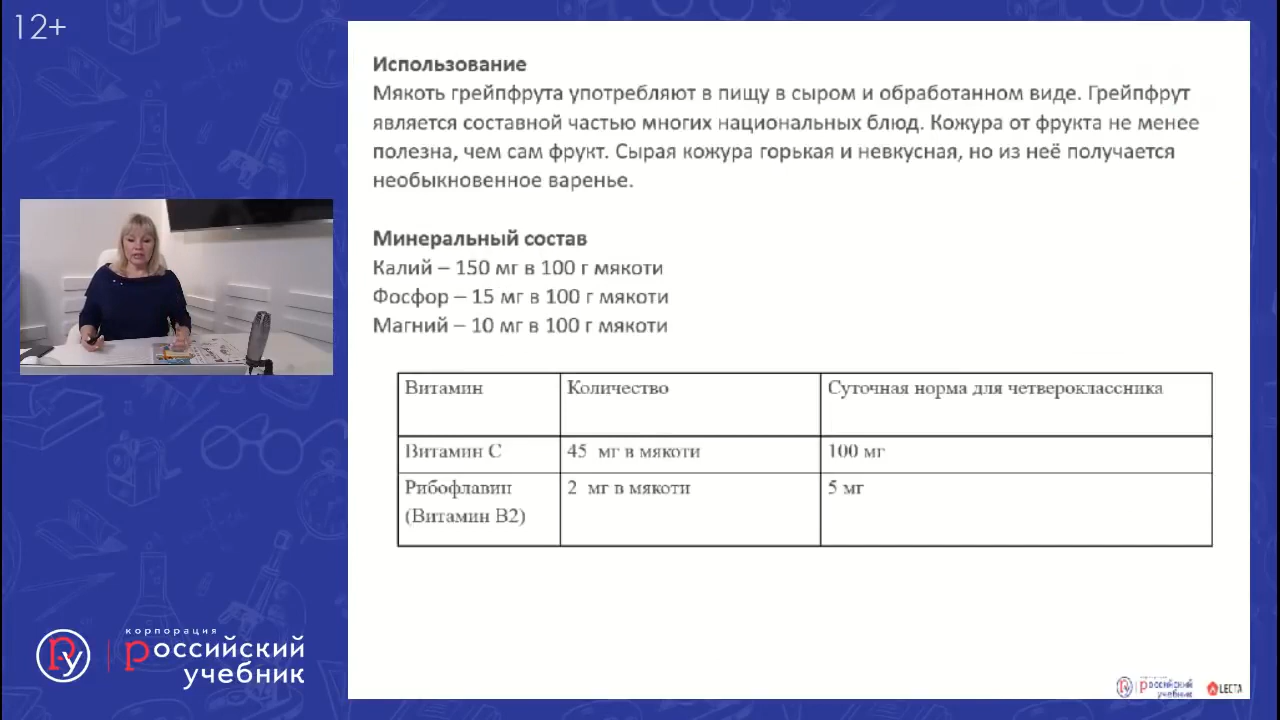 12+
Использование
Мякоть грейпфрута употребляют в пищу в сыром и обработанном виде. Грейпфрут
является составной частью многих национальных блюд. Кожура от фрукта не менее
полезна, чем сам фрукт. Сырая кожура горькая и невкусная, но из неё получается
необыкновенное варенье.
Минеральный состав
Калий – 150 мг в 100 г мякоти
Фосфор – 15 мг в 100 г мякоти
Магний – 10 мг в 100 г мякоти
Витамин Количество Суточная норма для четвероклассника
Витамин С 45 мг в мякоти 100 мг
Рибофлавин 2 мг в мякоти 5 мг
(Витамин В2)
корпорация
российский
учебник
российский
учебник
LECTA